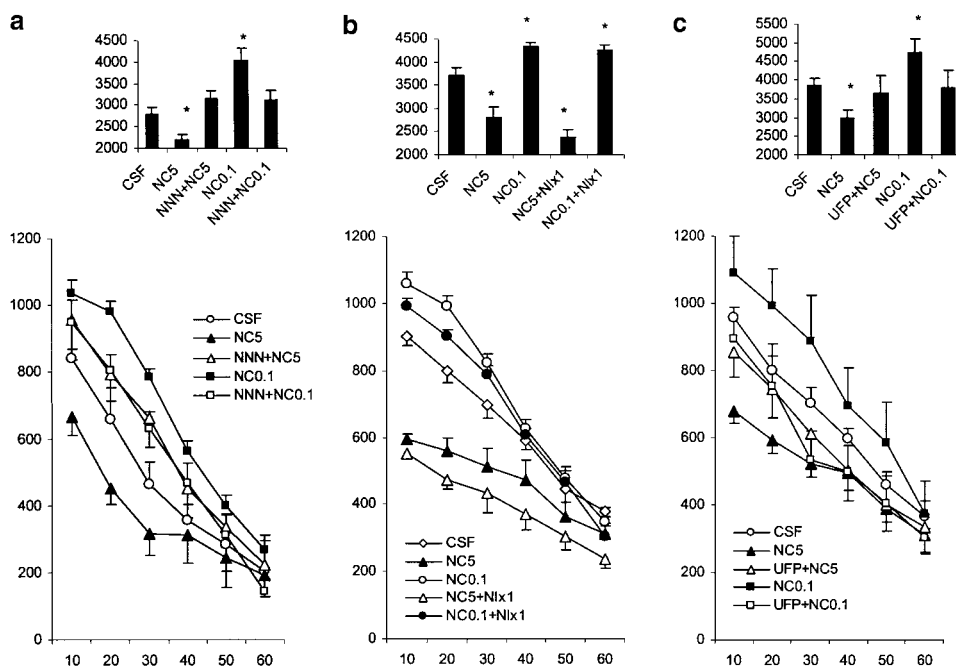 a
*
*
5000
4500
4000
3500
3000
2500
2000
CSF
NC5
NNN+NC5
NC0.1
NNN+NC0.1
1200
1000
800
600
400
200
0
10 20 30 40 50 60
CSF
NC5
NNN+NC5
NC0.1
NNN+NC0.1
b
*
*
*
*
4500
4000
3500
3000
2500
2000
CSF
NC5
NC0.1
NC5+Nlx1
NC0.1+Nlx1
1200
1000
800
600
400
200
0
10 20 30 40 50 60
CSF
NC5
NC0.1
NC5+Nlx1
NC0.1+Nlx1
c
*
*
5500
5000
4500
4000
3500
3000
2500
2000
CSF
NC5
UFP+NC5
NC0.1
UFP+NC0.1
1200
1000
800
600
400
200
0
10 20 30 40 50 60
CSF
NC5
UFP+NC5
NC0.1
UFP+NC0.1